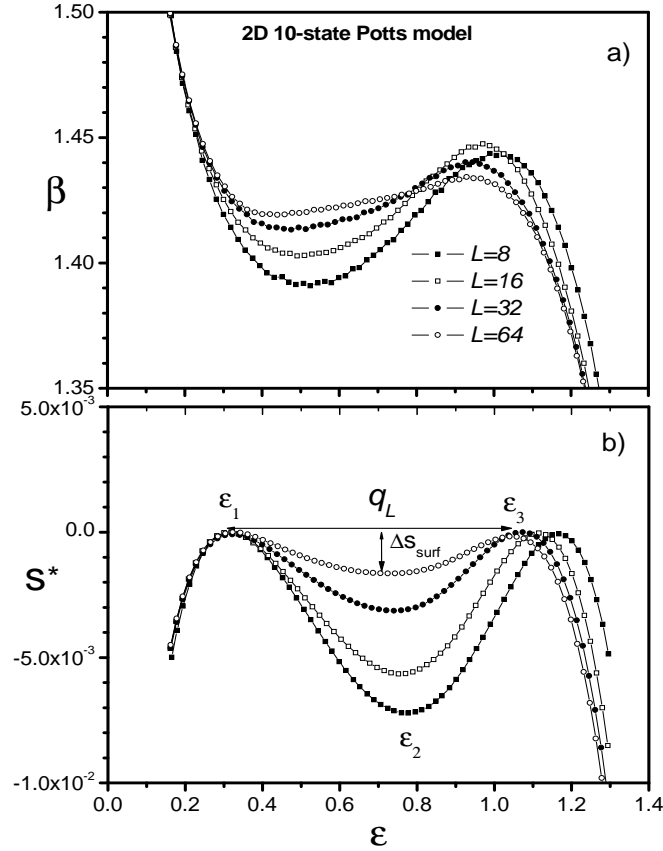 2D 10-state Potts model
a)
β
1.50
1.45
1.40
1.35
L=8
L=16
L=32
L=64
b)
S*
5.0x10⁻³
0.0
-5.0x10⁻³
-1.0x10⁻²
ε₁
qL
ε₃
Δs_surf
ε₂
0.0 0.2 0.4 0.6 0.8 1.0 1.2 1.4
ε